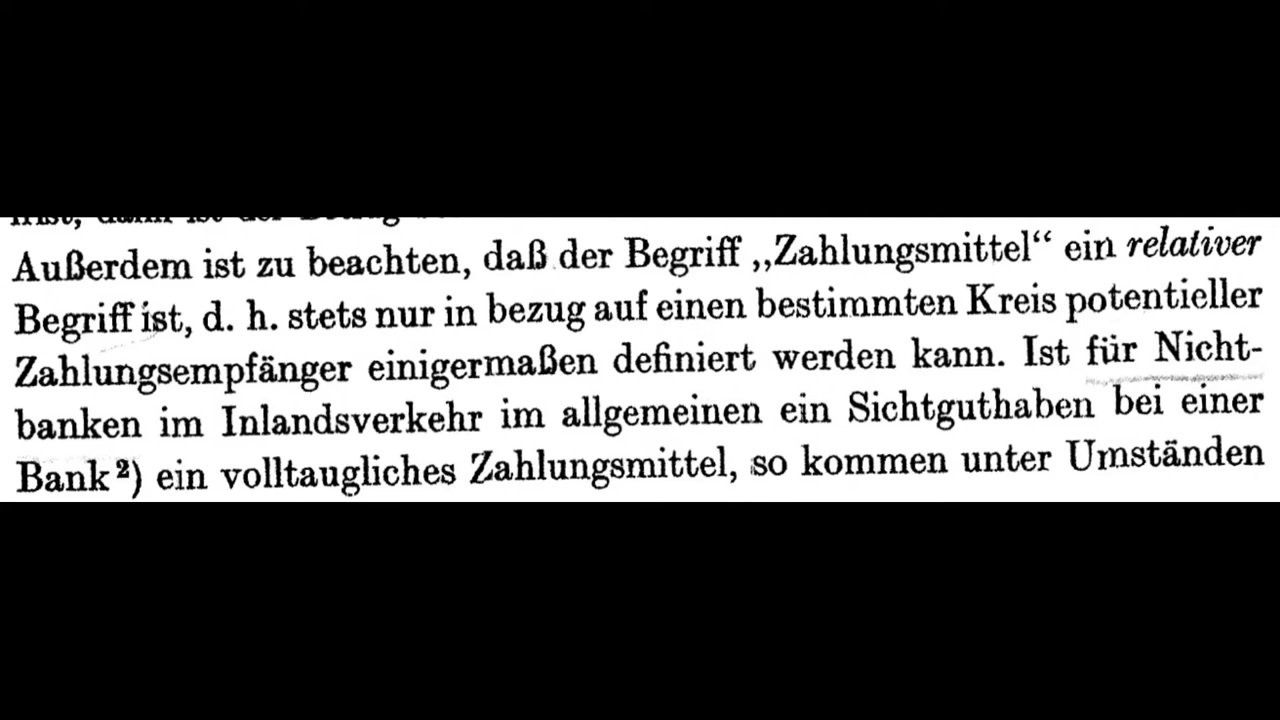 Außerdem ist zu beachten, daß der Begriff „Zahlungsmittel“ ein relativer
Begriff ist, d. h. stets nur in bezug auf einen bestimmten Kreis potentieller
Zahlungsempfänger einigermaßen definiert werden kann. Ist für Nicht-
banken im Inlandsverkehr im allgemeinen ein Sichtguthaben bei einer
Bank²) ein volltaugliches Zahlungsmittel, so kommen unter Umständen